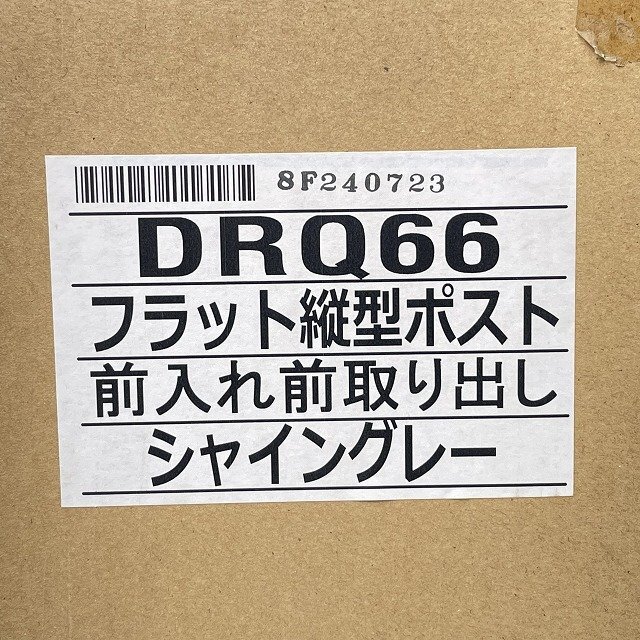 8F240723
DRQ66
フラット縦型ポスト
前入れ前取り出し
シャイングレー